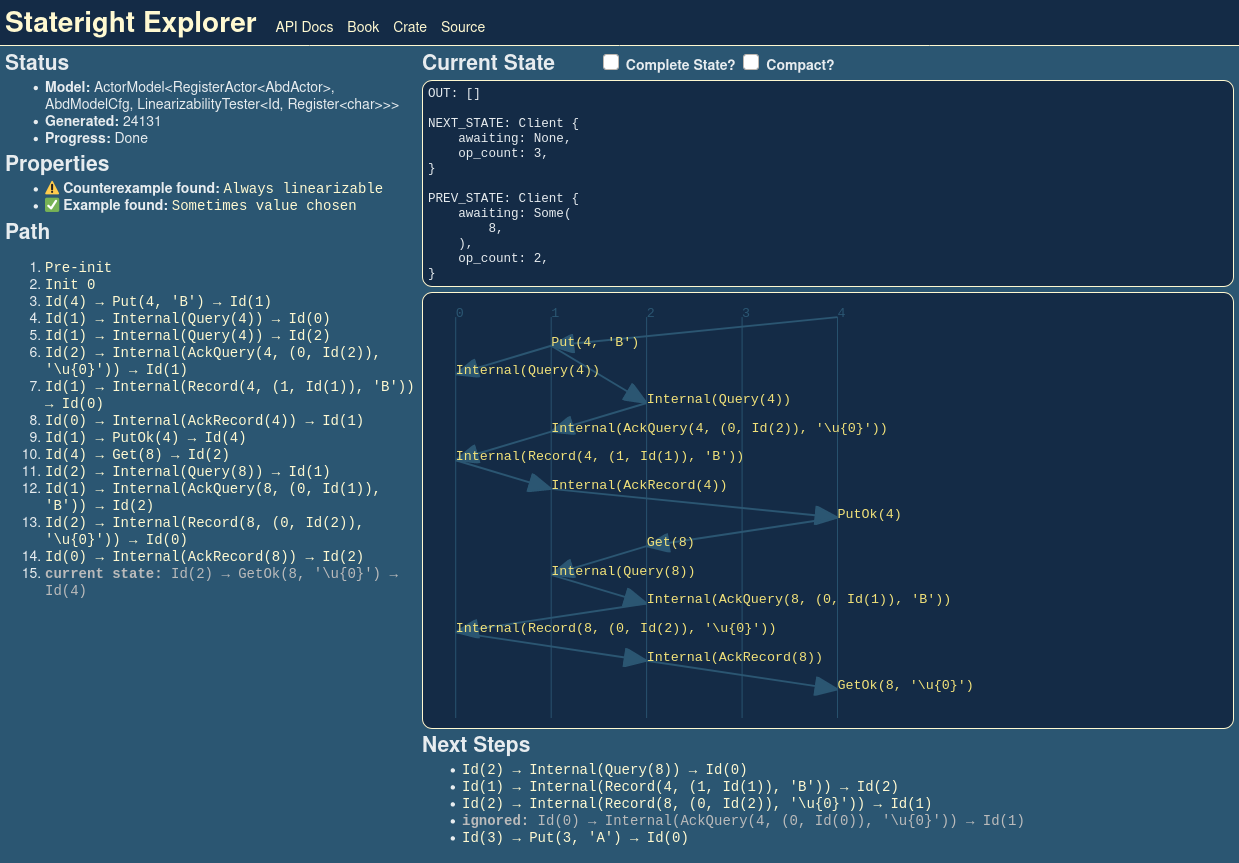 Stateright Explorer API Docs Book Crate Source
Status
Model: ActorModel<RegisterActor<AbdActor>,
AbdModelCfg, LinearizabilityTester<Id, Register<char>>>
Generated: 24131
Progress: Done
Properties
⚠️ Counterexample found: Always linearizable
✅ Example found: Sometimes value chosen
Path
1. Pre-init
2. Init 0
3. Id(4) → Put(4, 'B') → Id(1)
4. Id(1) → Internal(Query(4)) → Id(0)
5. Id(1) → Internal(Query(4)) → Id(2)
6. Id(2) → Internal(AckQuery(4, (0, Id(2)),
'\u{0}')) → Id(1)
7. Id(1) → Internal(Record(4, (1, Id(1)), 'B'))
→ Id(0)
8. Id(0) → Internal(AckRecord(4)) → Id(1)
9. Id(1) → PutOk(4) → Id(4)
10. Id(4) → Get(8) → Id(2)
11. Id(2) → Internal(Query(8)) → Id(1)
12. Id(1) → Internal(AckQuery(8, (0, Id(1)),
'B')) → Id(2)
13. Id(2) → Internal(Record(8, (0, Id(2)),
'\u{0}')) → Id(0)
14. Id(0) → Internal(AckRecord(8)) → Id(2)
15. current state: Id(2) → GetOk(8, '\u{0}') →
Id(4)
Current State Complete State? Compact?
OUT: []
NEXT_STATE: Client {
awaiting: None,
op_count: 3,
}
PREV_STATE: Client {
awaiting: Some(
8,
),
op_count: 2,
}
0 1 2 3 4
Put(4, 'B')
Internal(Query(4))
Internal(Query(4))
Internal(AckQuery(4, (0, Id(2)), '\u{0}'))
Internal(Record(4, (1, Id(1)), 'B'))
Internal(AckRecord(4))
PutOk(4)
Get(8)
Internal(Query(8))
Internal(AckQuery(8, (0, Id(1)), 'B'))
Internal(Record(8, (0, Id(2)), '\u{0}'))
Internal(AckRecord(8))
GetOk(8, '\u{0}')
Next Steps
Id(2) → Internal(Query(8)) → Id(0)
Id(1) → Internal(Record(4, (1, Id(1)), 'B')) → Id(2)
Id(2) → Internal(Record(8, (0, Id(2)), '\u{0}')) → Id(1)
ignored: Id(0) → Internal(AckQuery(4, (0, Id(0)), '\u{0}')) → Id(1)
Id(3) → Put(3, 'A') → Id(0)